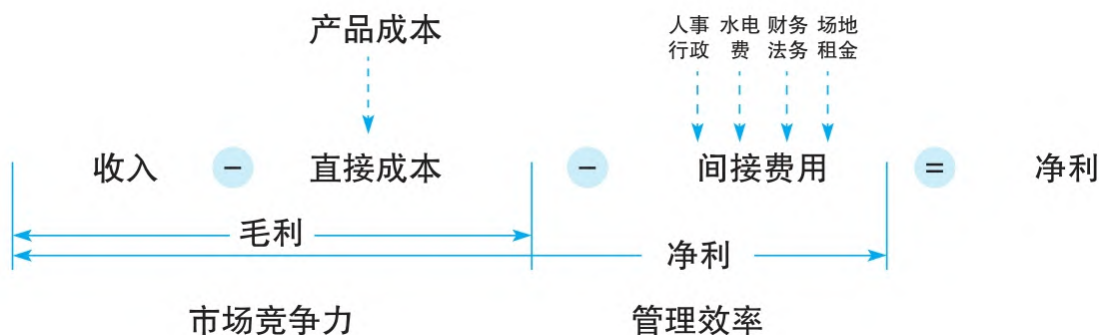 产品成本
人事 水电 财务 场地
行政 费 法务 租金
收入 - 直接成本 - 间接费用 = 净利
毛利
净利
市场竞争力 管理效率